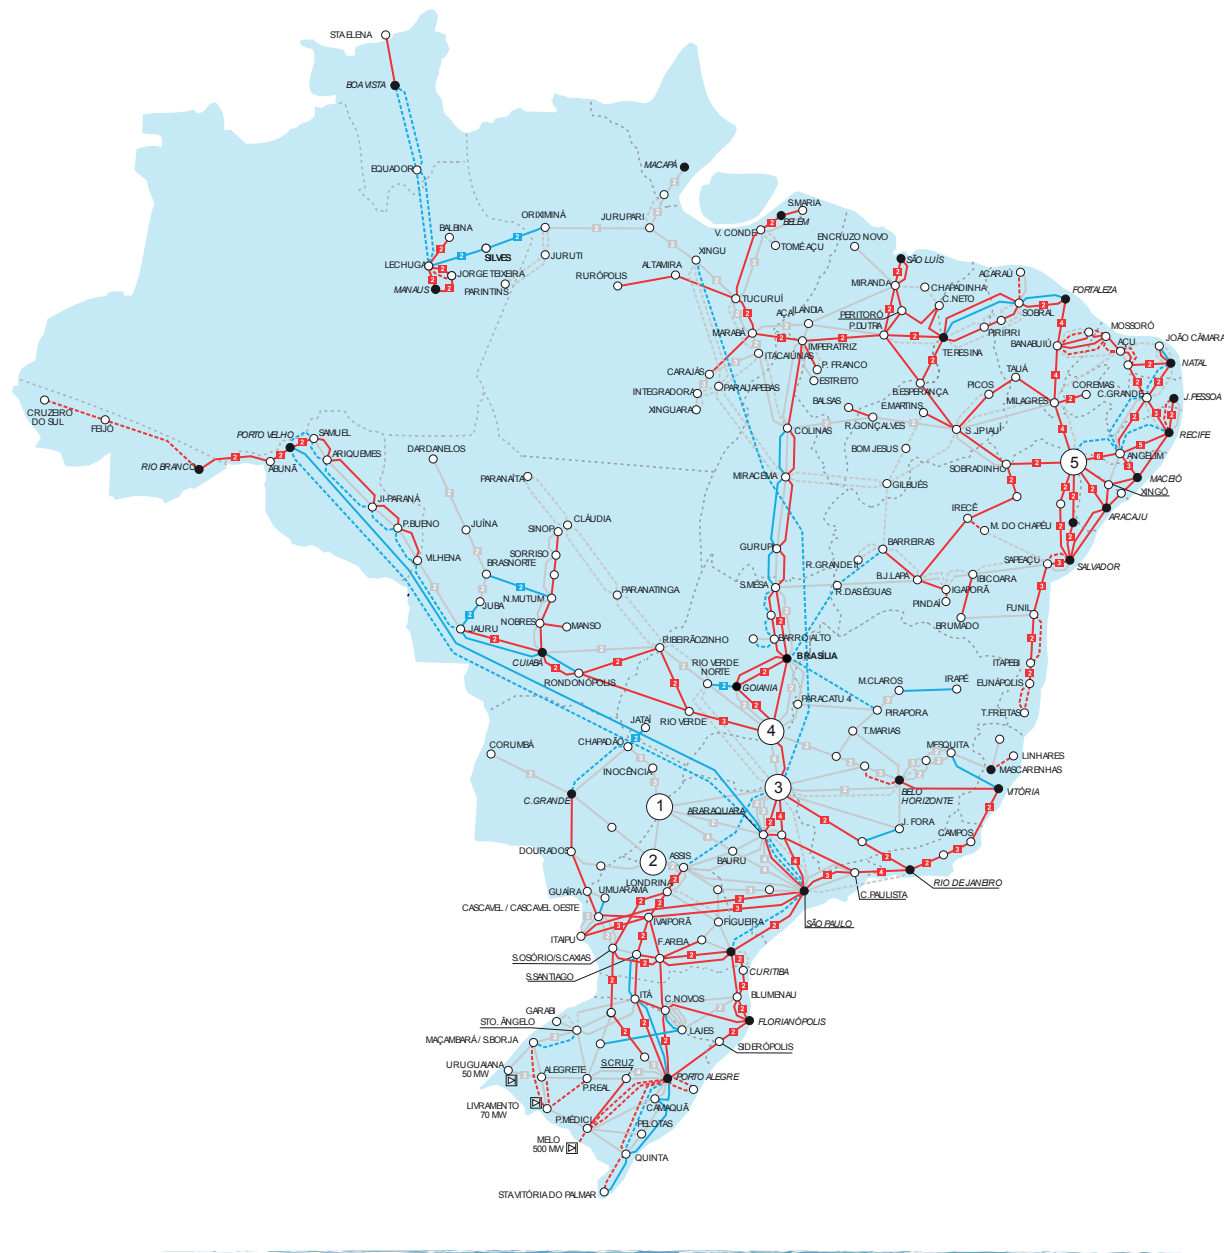 STA ELENA
BOA VISTA
EQUADOR
MACAPÁ
S.MARIA
BELÉM
ORIXIMINÁ
JURUPARI
V. CONDE
ENCRUZO NOVO
TOMÉ AÇU
BALBINA
SILVES
XINGU
SÃO LUÍS
LECHUGA
JORGE TEIXEIRA
JURUTI
ALTAMIRA
ACARAÚ
MANAUS
PARINTINS
RURÓPOLIS
MIRANDA
CHAPADINHA
FORTALEZA
TUCURUÍ
C.NETO
SOBRAL
AÇAILANDIA
PERITORÓ
MARABÁ
P.DUTRA
PIRIPIRI
MOSSORÓ
IMPERATRIZ
TERESINA
BANABUIÚ
AÇU
JOÃO CÂMARA
ITACAIÚNAS
P. FRANCO
NATAL
CARAJÁS
ESTREITO
TAUÁ
INTEGRADORA
PARAUAPEBAS
B.ESPERANÇA
PICOS
COREMAS
C.GRANDE
J.PESSOA
XINGUARA
BALSAS
E.MARTINS
MILAGRES
CRUZEIRO
DO SUL
FEIJÓ
R.GONÇALVES
COLINAS
S.J.PIAUÍ
RECIFE
PORTO VELHO
SAMUEL
BOM JESUS
ARIQUEMES
DARDANELOS
ANGELIM
5
RIO BRANCO
ABUNÃ
SOBRADINHO
PARANAÍTA
MIRACEMA
GILBUÉS
MACEIÓ
XINGÓ
JI-PARANÁ
IRECÊ
ARACAJU
P.BUENO
JUÍNA
CLÁUDIA
SINOP
M. DO CHAPÉU
GURUPI
BARREIRAS
VILHENA
SORRISO
BRASNORTE
R.GRANDE II
SAPEAÇU
SALVADOR
S.MESA
B.J.LAPA
IBICOARA
N.MUTUM
PARANATINGA
R.DAS ÉGUAS
IGAPORÃ
JUBA
PINDAÍ
FUNIL
JAURU
NOBRES
MANSO
BRUMADO
RIBEIRÃOZINHO
BARRO ALTO
CUIABÁ
BRASÍLIA
RIO VERDE
NORTE
ITAPEBI
RONDONÓPOLIS
GOIANIA
M.CLAROS
IRAPÉ
EUNÁPOLIS
PARACATU 4
PIRAPORA
T.FREITAS
JATAÍ
RIO VERDE
4
T.MARIAS
CORUMBÁ
CHAPADÃO
MESQUITA
LINHARES
INOCÊNCIA
MASCARENHAS
C.GRANDE
3
BELO
HORIZONTE
VITÓRIA
1
ARARAQUARA
J. FORA
CAMPOS
DOURADOS
2
ASSIS
BAURU
LONDRINA
RIO DE JANEIRO
GUAÍRA
UMUARAMA
C.PAULISTA
CASCAVEL / CASCAVEL OESTE
IVAIPORÃ
FIGUEIRA
SÃO PAULO
ITAIPU
F.AREIA
S.OSÓRIO/S.CAXIAS
S.SANTIAGO
CURITIBA
ITÁ
C.NOVOS
BLUMENAU
GARABI
STO. ÂNGELO
LAJES
FLORIANÓPOLIS
MAÇAMBARÁ / S.BORJA
SIDERÓPOLIS
URUGUAIANA
50 MW
ALEGRETE
S.CRUZ
P.REAL
PORTO ALEGRE
LIVRAMENTO
70 MW
CAMAQUÃ
P.MÉDICI
PELOTAS
MELO
500 MW
QUINTA
STA VITÓRIA DO PALMAR